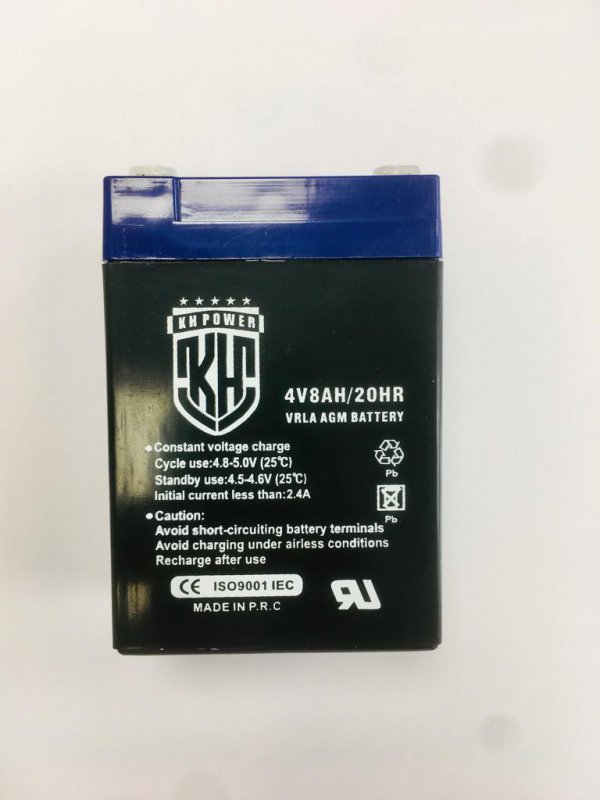 KH POWER
KH
4V8AH/20HR
VRLA AGM BATTERY
•Constant voltage charge
Cycle use:4.8-5.0V (25℃)
Standby use:4.5-4.6V (25℃)
Initial current less than:2.4A
Pb
Pb
•Caution:
Avoid short-circuiting battery terminals
Avoid charging under airless conditions
Recharge after use
CE ISO9001 IEC
MADE IN P.R.C
RU